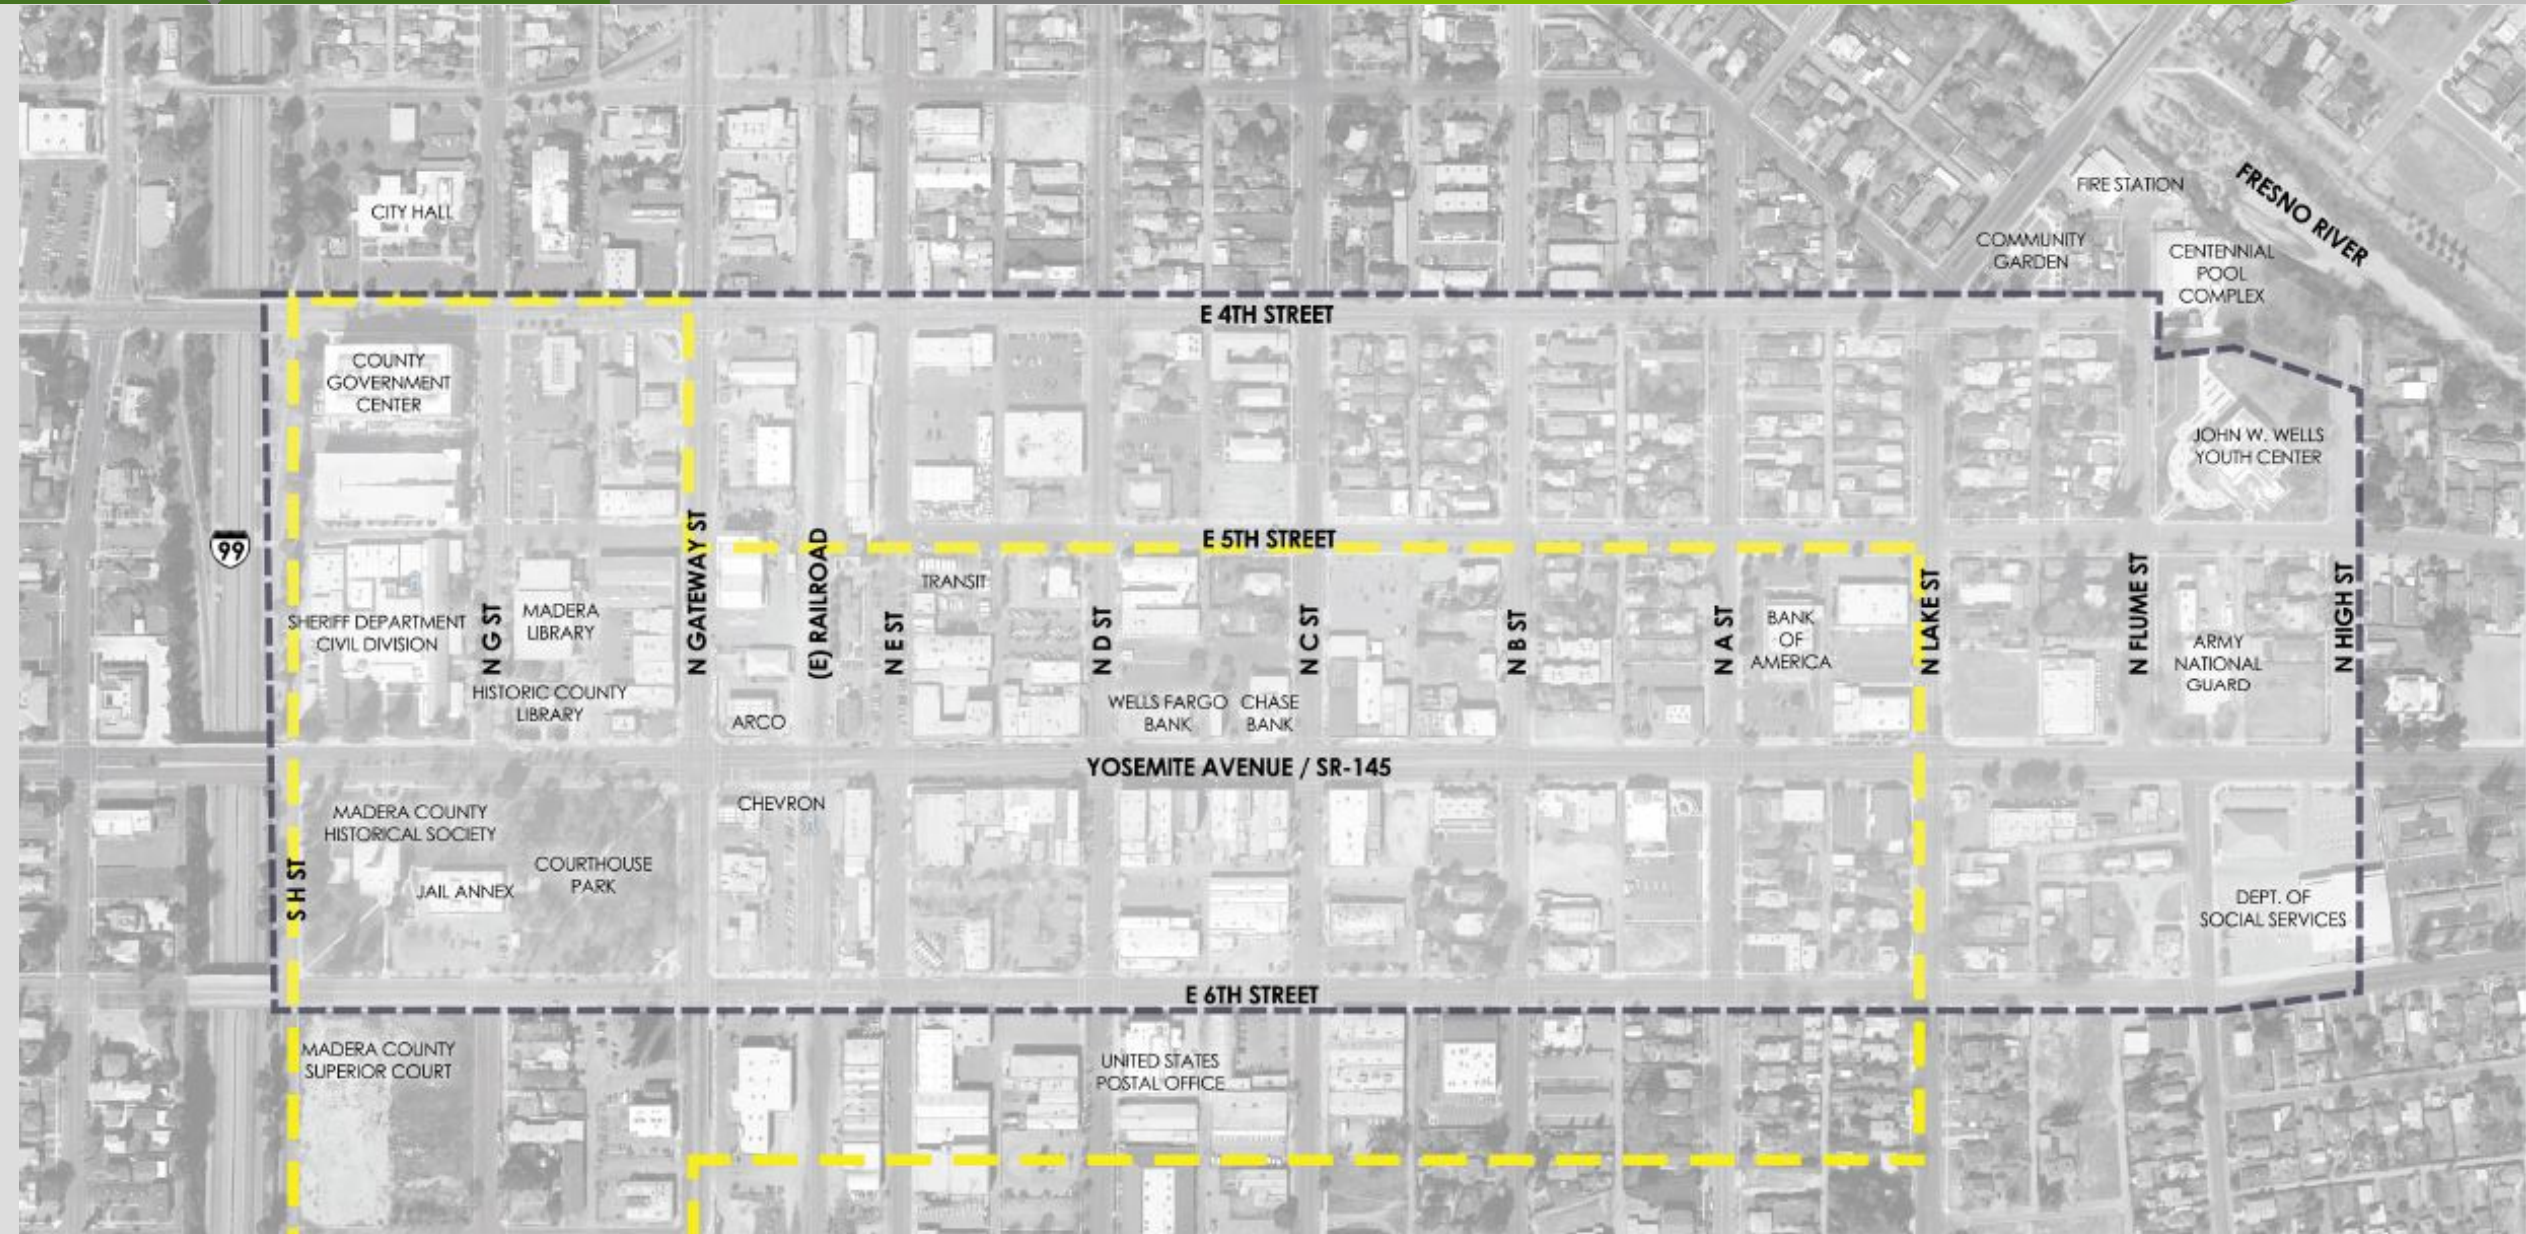 CITY HALL
FIRE STATION
FRESNO RIVER
COMMUNITY
GARDEN
CENTENNIAL
POOL
COMPLEX
E 4TH STREET
COUNTY
GOVERNMENT
CENTER
JOHN W. WELLS
YOUTH CENTER
99
E 5TH STREET
SHERIFF DEPARTMENT
CIVIL DIVISION
N G ST
MADERA
LIBRARY
HISTORIC COUNTY
LIBRARY
N GATEWAY ST
ARCO
(E) RAILROAD
N E ST
TRANSIT
N D ST
WELLS FARGO
BANK
CHASE
BANK
N C ST
N B ST
N A ST
BANK
OF
AMERICA
N LAKE ST
N FLUME ST
ARMY
NATIONAL
GUARD
N HIGH ST
YOSEMITE AVENUE / SR-145
S H ST
MADERA COUNTY
HISTORICAL SOCIETY
JAIL ANNEX
COURTHOUSE
PARK
CHEVRON
DEPT. OF
SOCIAL SERVICES
E 6TH STREET
MADERA COUNTY
SUPERIOR COURT
UNITED STATES
POSTAL OFFICE